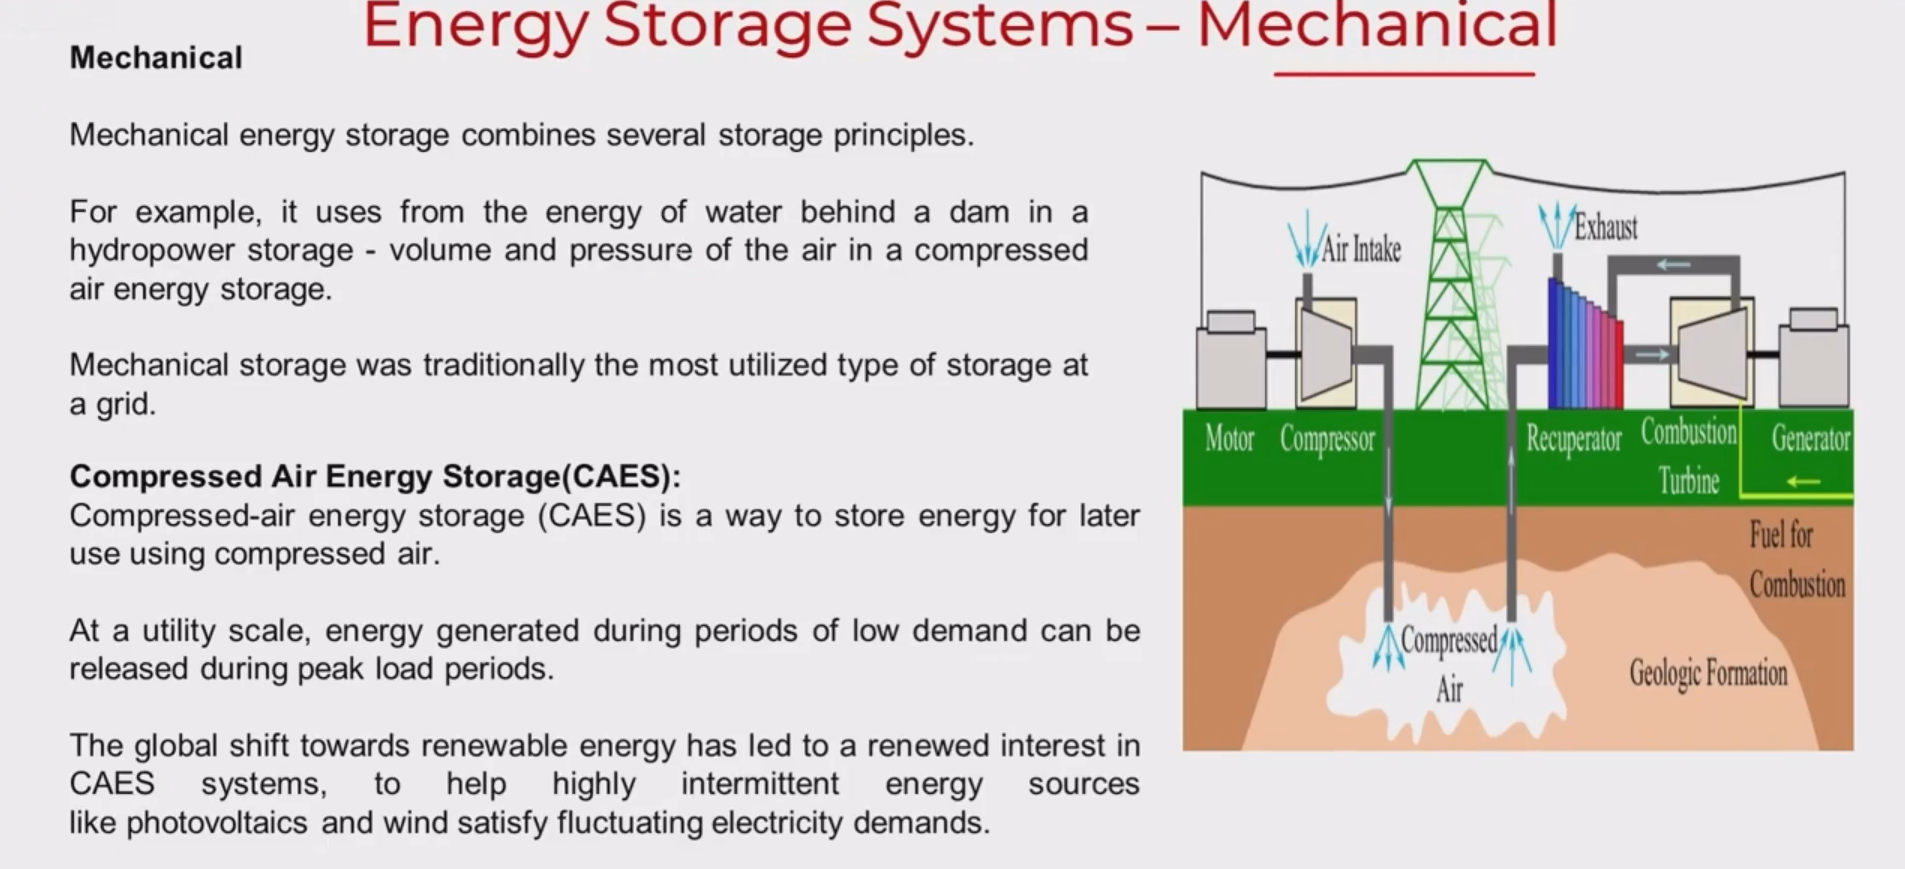 Energy Storage Systems – Mechanical
Mechanical
Mechanical energy storage combines several storage principles.
For example, it uses from the energy of water behind a dam in a
hydropower storage - volume and pressure of the air in a compressed
air energy storage.
Mechanical storage was traditionally the most utilized type of storage at
a grid.
Compressed Air Energy Storage(CAES):
Compressed-air energy storage (CAES) is a way to store energy for later
use using compressed air.
At a utility scale, energy generated during periods of low demand can be
released during peak load periods.
The global shift towards renewable energy has led to a renewed interest in
CAES systems, to help highly intermittent energy sources
like photovoltaics and wind satisfy fluctuating electricity demands.
Air Intake
Exhaust
Motor
Compressor
Recuperator
Combustion
Turbine
Generator
Fuel for
Combustion
Compressed
Air
Geologic Formation